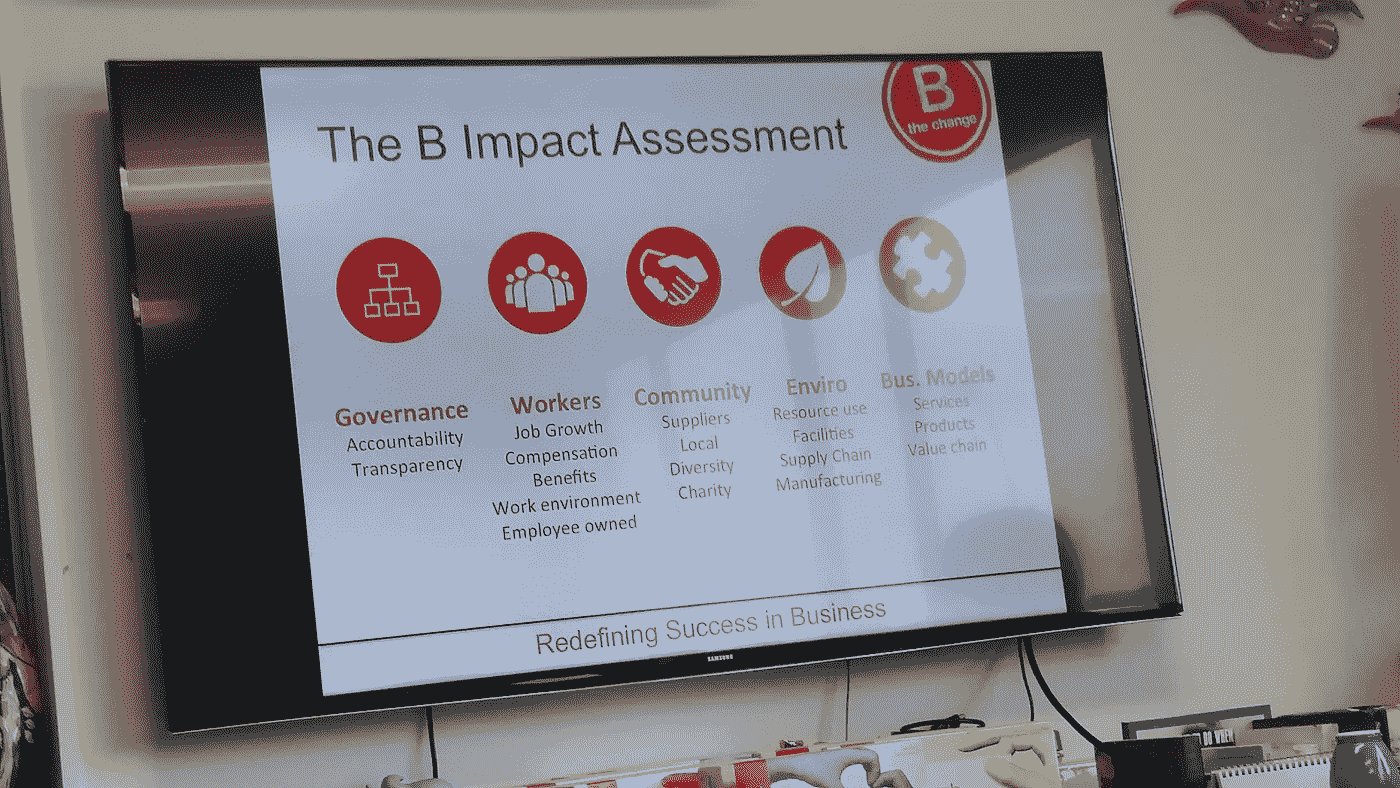 B
the change
The B Impact Assessment
Governance
Accountability
Transparency
Workers
Job Growth
Compensation
Benefits
Work environment
Employee owned
Community
Suppliers
Local
Diversity
Charity
Enviro
Resource use
Facilities
Supply Chain
Manufacturing
Bus. Models
Services
Products
Value chain
Redefining Success in Business
SAMSUNG
DO WHEN